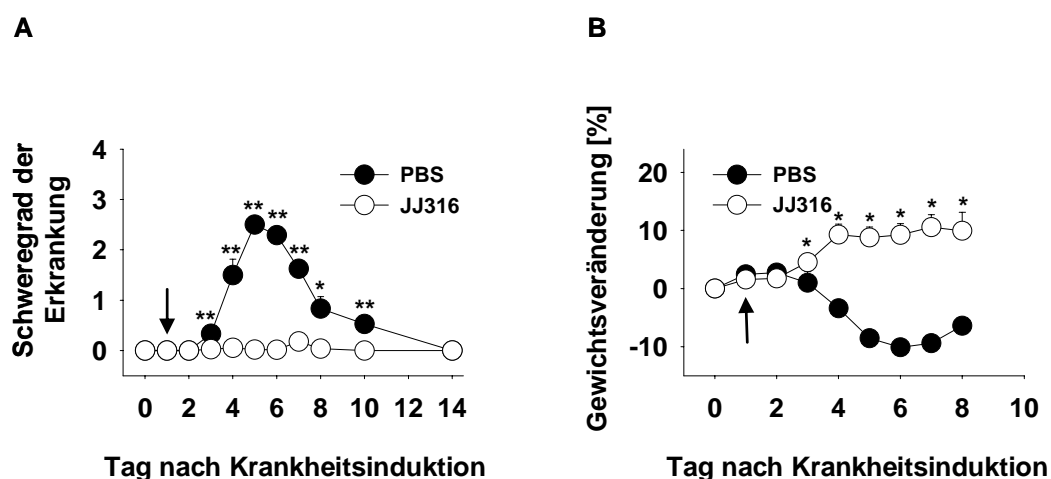 A
Schweregrad der
Erkrankung
4
3
2
1
0
PBS
JJ316
**
**
**
**
**
*
**
0 2 4 6 8 10 12 14
Tag nach Krankheitsinduktion
B
Gewichtsveränderung [%]
20
10
0
-10
PBS
JJ316
*
*
*
*
*
*
0 2 4 6 8 10
Tag nach Krankheitsinduktion